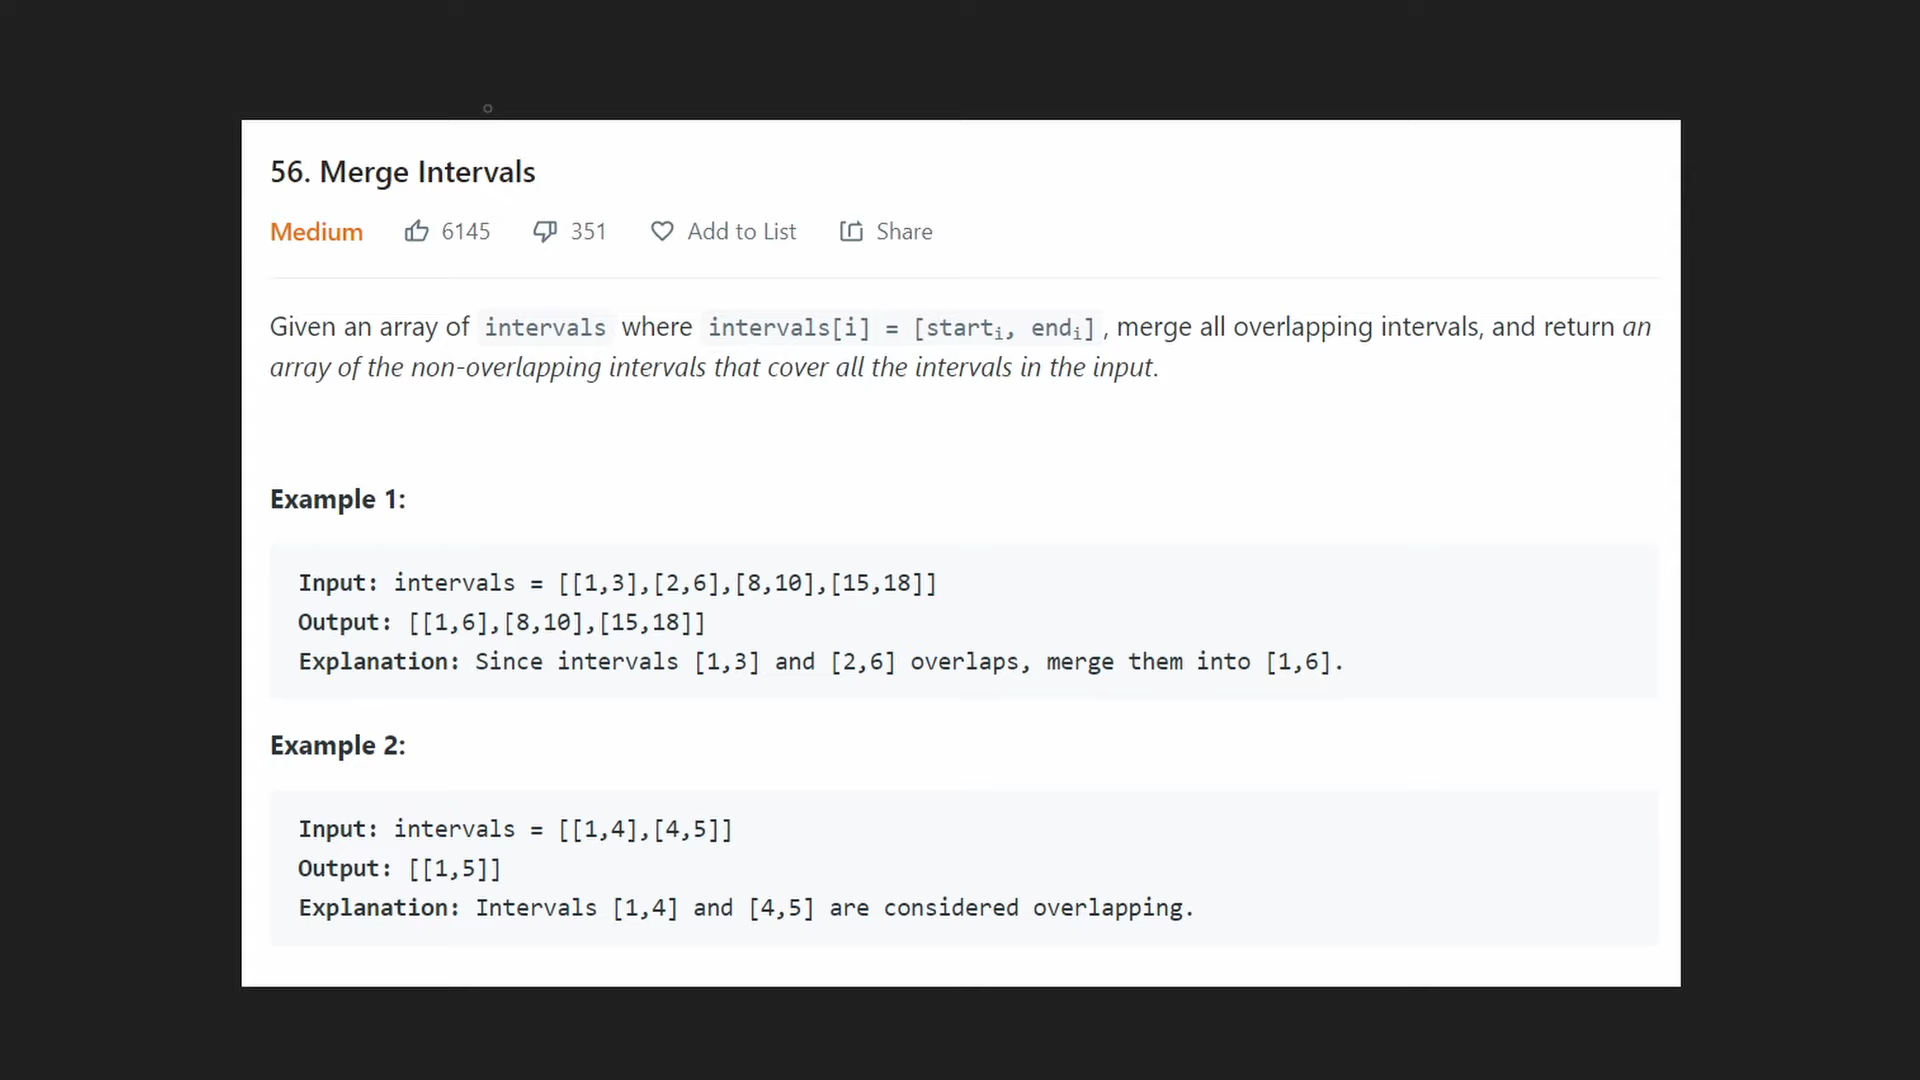 56. Merge Intervals
Medium 6145 351 Add to List Share
Given an array of intervals where intervals[i] = [starti, endi], merge all overlapping intervals, and return an
array of the non-overlapping intervals that cover all the intervals in the input.
Example 1:
Input: intervals = [[1,3],[2,6],[8,10],[15,18]]
Output: [[1,6],[8,10],[15,18]]
Explanation: Since intervals [1,3] and [2,6] overlaps, merge them into [1,6].
Example 2:
Input: intervals = [[1,4],[4,5]]
Output: [[1,5]]
Explanation: Intervals [1,4] and [4,5] are considered overlapping.